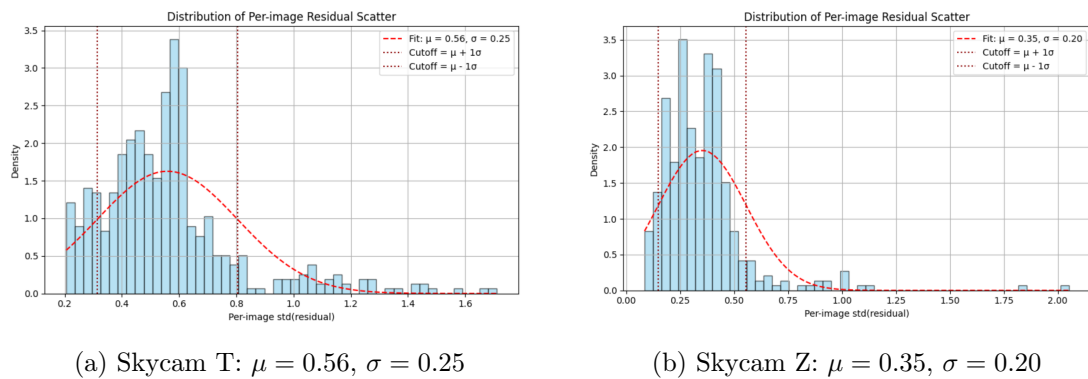 Distribution of Per-image Residual Scatter
Fit: μ = 0.56, σ = 0.25
Cutoff = μ + 1σ
Cutoff = μ - 1σ
3.5
3.0
2.5
2.0
1.5
1.0
0.5
0.0
Density
0.2 0.4 0.6 0.8 1.0 1.2 1.4 1.6
Per-image std(residual)
(a) Skycam T: μ = 0.56, σ = 0.25
Distribution of Per-image Residual Scatter
Fit: μ = 0.35, σ = 0.20
Cutoff = μ + 1σ
Cutoff = μ - 1σ
3.5
3.0
2.5
2.0
1.5
1.0
0.5
0.0
Density
0.00 0.25 0.50 0.75 1.00 1.25 1.50 1.75 2.00
Per-image std(residual)
(b) Skycam Z: μ = 0.35, σ = 0.20